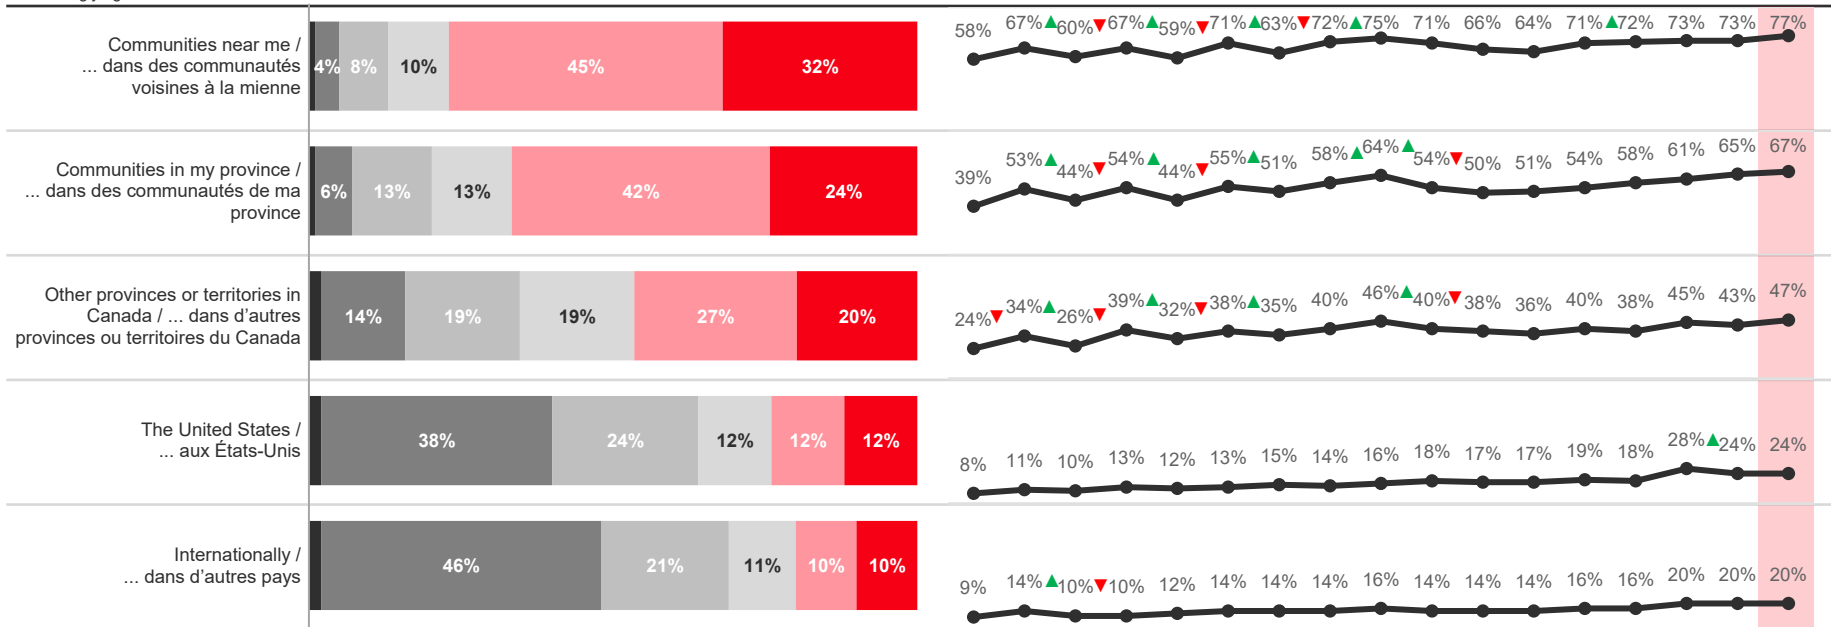 Communities near me /
... dans des communautés
voisines à la mienne
4% 8% 10% 45% 32%
58% 67%▲60%▼67%▲59%▼71%▲63%▼72%▲75% 71% 66% 64% 71%▲72% 73% 73% 77%
Communities in my province /
... dans des communautés de ma
province
6% 13% 13% 42% 24%
39% 53%▲44%▼54%▲44%▼55%▲51% 58%▲64%▲54%▼50% 51% 54% 58% 61% 65% 67%
Other provinces or territories in
Canada / ... dans d’autres
provinces ou territoires du Canada
14% 19% 19% 27% 20%
24%▼34%▲26%▼39%▲32%▼38%▲35% 40% 46%▲40%▼38% 36% 40% 38% 45% 43% 47%
The United States /
... aux États-Unis
38% 24% 12% 12% 12%
8% 11% 10% 13% 12% 13% 15% 14% 16% 18% 17% 17% 19% 18% 28%▲24% 24%
Internationally /
... dans d’autres pays
46% 21% 11% 10% 10%
9% 14%▲10%▼10% 12% 14% 14% 14% 16% 14% 14% 14% 16% 16% 20% 20% 20%